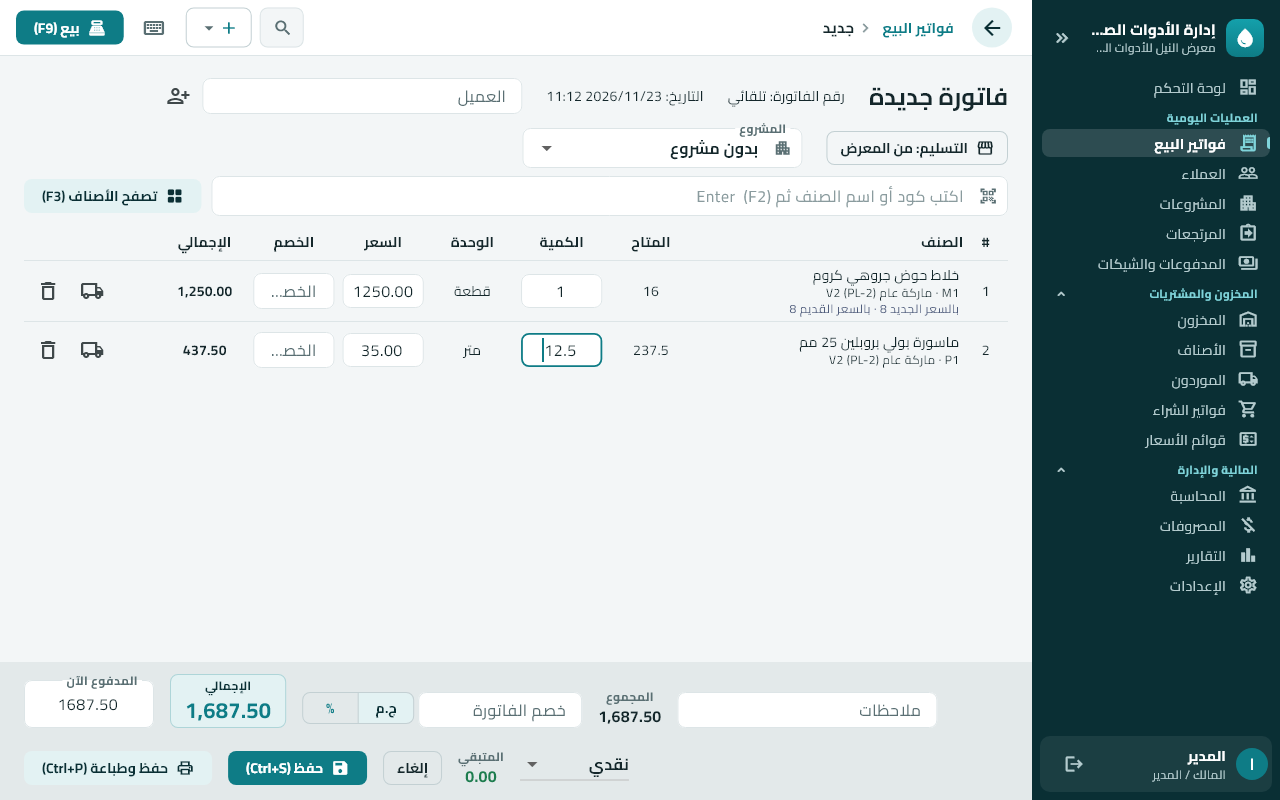 إدارة الأدوات الص...
معرض النيل للأدوات ال...
لوحة التحكم
العمليات اليومية
فواتير البيع
العملاء
المشروعات
المرتجعات
المدفوعات والشيكات
المخزون والمشتريات
المخزون
الأصناف
الموردون
فواتير الشراء
قوائم الأسعار
المالية والإدارة
المحاسبة
المصروفات
التقارير
الإعدادات
المدير
المالك / المدير
ا
فواتير البيع
جديد
بيع (F9)
فاتورة جديدة
رقم الفاتورة: تلقائي
التاريخ: 2026/11/23 11:12
العميل
التسليم: من المعرض
المشروع
بدون مشروع
اكتب كود أو اسم الصنف ثم Enter (F2)
تصفح الأصناف (F3)
# الصنف المتاح الكمية الوحدة السعر الخصم الإجمالي
1 خلاط حوض جروهي كروم 16 1 قطعة 1250.00 الخصـ... 1,250.00
M1 · ماركة عام (PL-2) V2
بالسعر الجديد 8 · بالسعر القديم 8
2 ماسورة بولي بروبلين 25 مم 237.5 12.5 متر 35.00 الخصـ... 437.50
P1 · ماركة عام (PL-2) V2
ملاحظات
المجموع
1,687.50
خصم الفاتورة
ج.م
%
الإجمالي
1,687.50
المدفوع الآن
1687.50
نقدي
المتبقي
0.00
إلغاء
حفظ (Ctrl+S)
حفظ وطباعة (Ctrl+P)